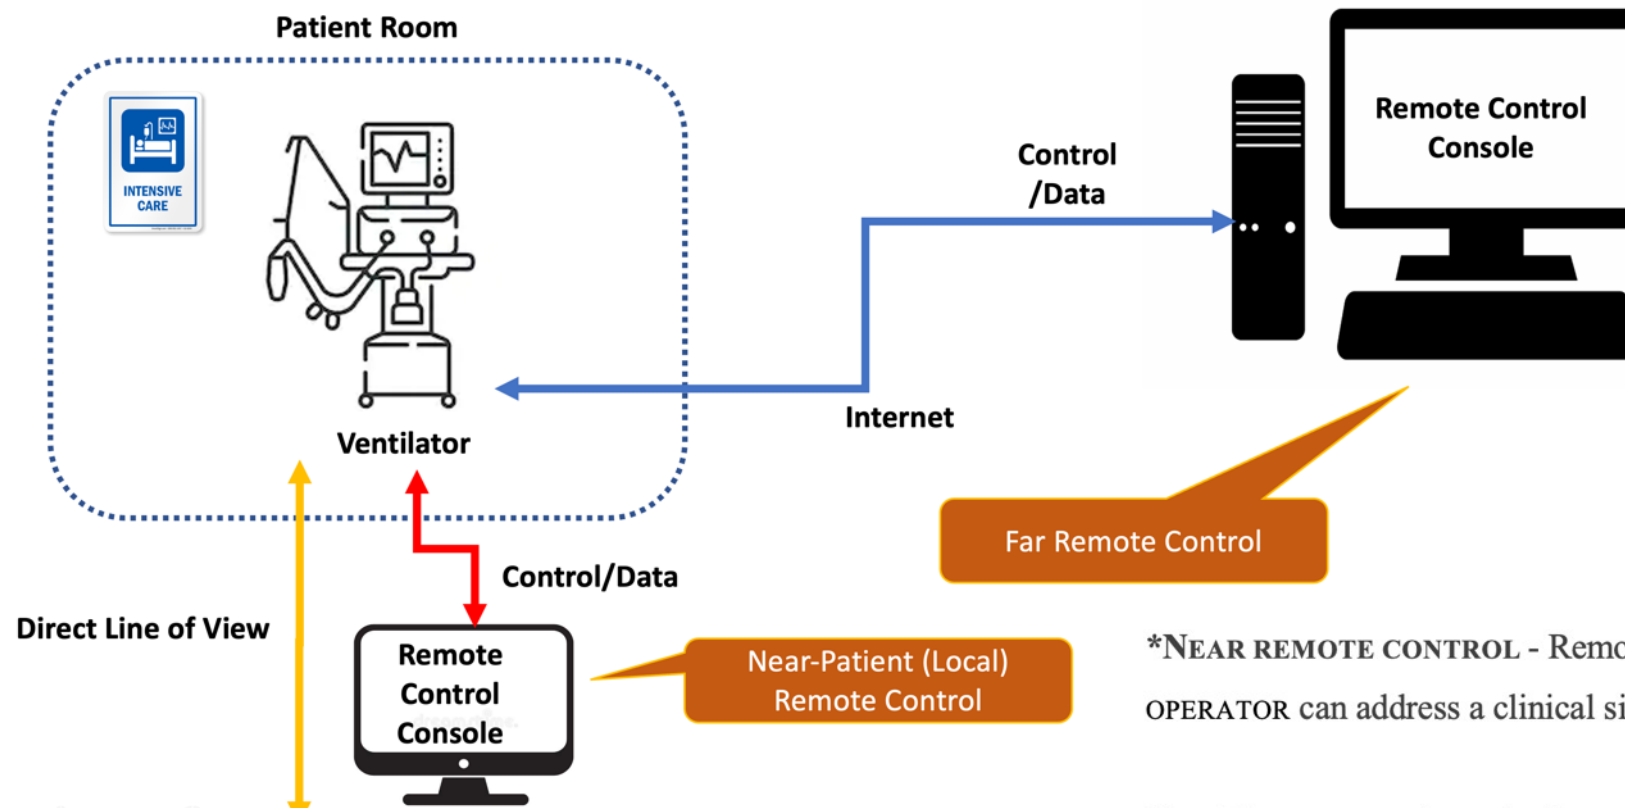 Patient Room
INTENSIVE
CARE
Ventilator
Control
/Data
Internet
Remote Control
Console
Far Remote Control
Control/Data
Direct Line of View
Remote
Control
Console
Near-Patient (Local)
Remote Control
*NEAR REMOTE CONTROL - Remo
OPERATOR can address a clinical si